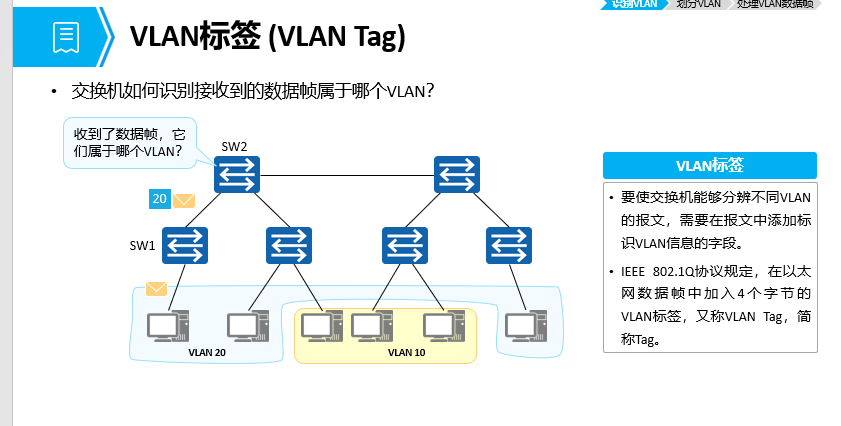 识别VLAN 划分VLAN 处理VLAN数据帧
VLAN标签 (VLAN Tag)
• 交换机如何识别接收到的数据帧属于哪个VLAN？
收到了数据帧，它
们属于哪个VLAN？
SW2
20
SW1
VLAN 20
VLAN 10
VLAN标签
• 要使交换机能够分辨不同VLAN
的报文，需要在报文中添加标
识VLAN信息的字段。
• IEEE 802.1Q协议规定，在以太
网数据帧中加入4个字节的
VLAN标签，又称VLAN Tag，简
称Tag。